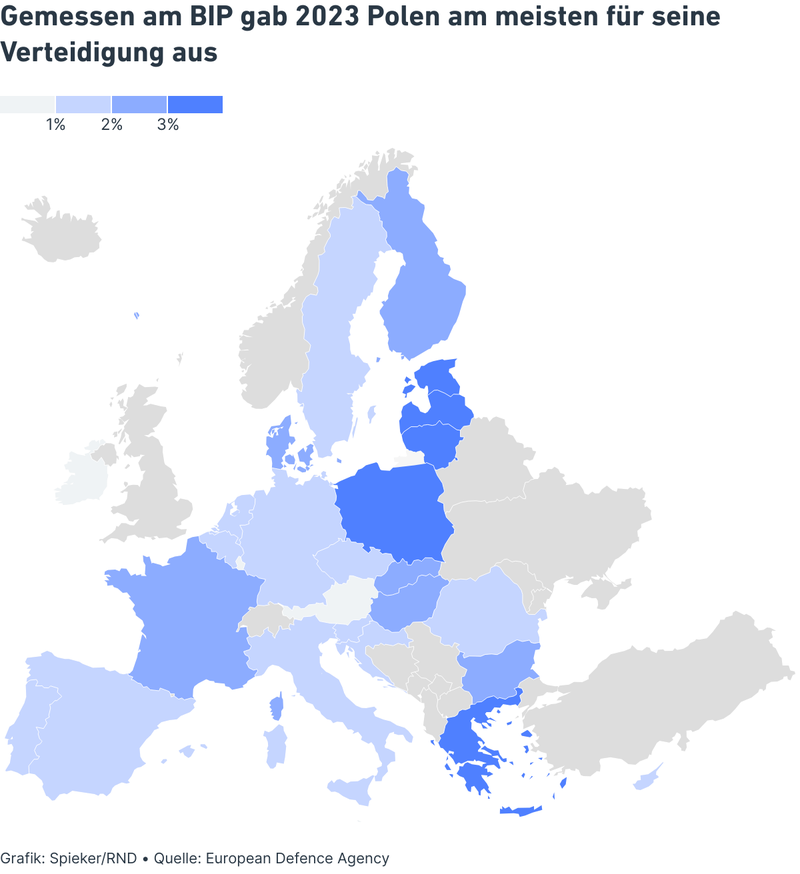 Gemessen am BIP gab 2023 Polen am meisten für seine
Verteidigung aus
1% 2% 3%
Grafik: Spieker/RND • Quelle: European Defence Agency